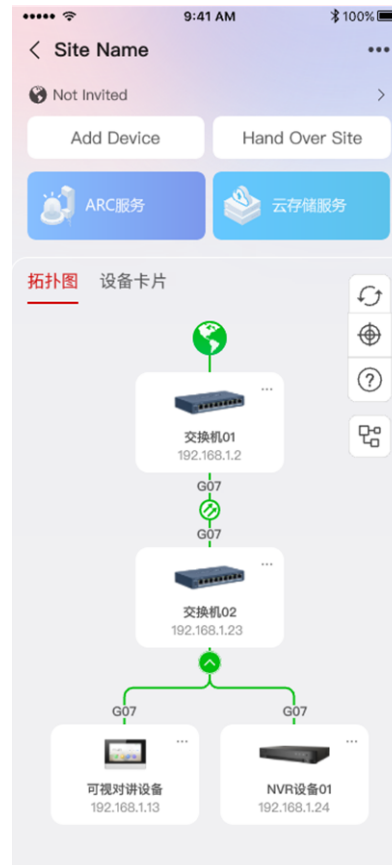 9:41 AM
100%
Site Name
Not Invited
Add Device
Hand Over Site
ARC服务
云存储服务
拓扑图
设备卡片
交换机01
192.168.1.2
G07
G07
交换机02
192.168.1.23
G07
G07
可视对讲设备
192.168.1.13
NVR设备01
192.168.1.24